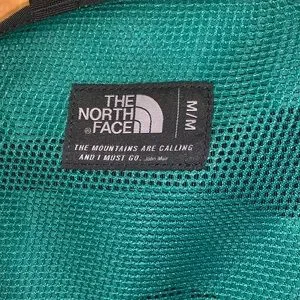 THE
NORTH
FACE
M/M
THE MOUNTAINS ARE CALLING
AND I MUST GO. John Muir